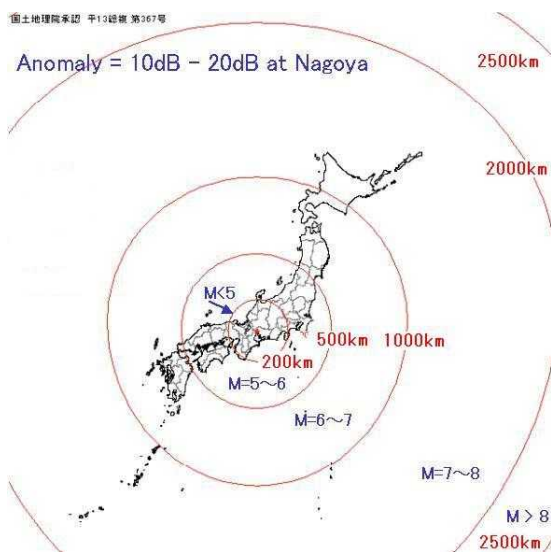 国土地理院承認 平13総複 第367号
Anomaly = 10dB - 20dB at Nagoya
2500km
2000km
M<5
500km
1000km
200km
M=5~6
M=6~7
M=7~8
M > 8
2500km